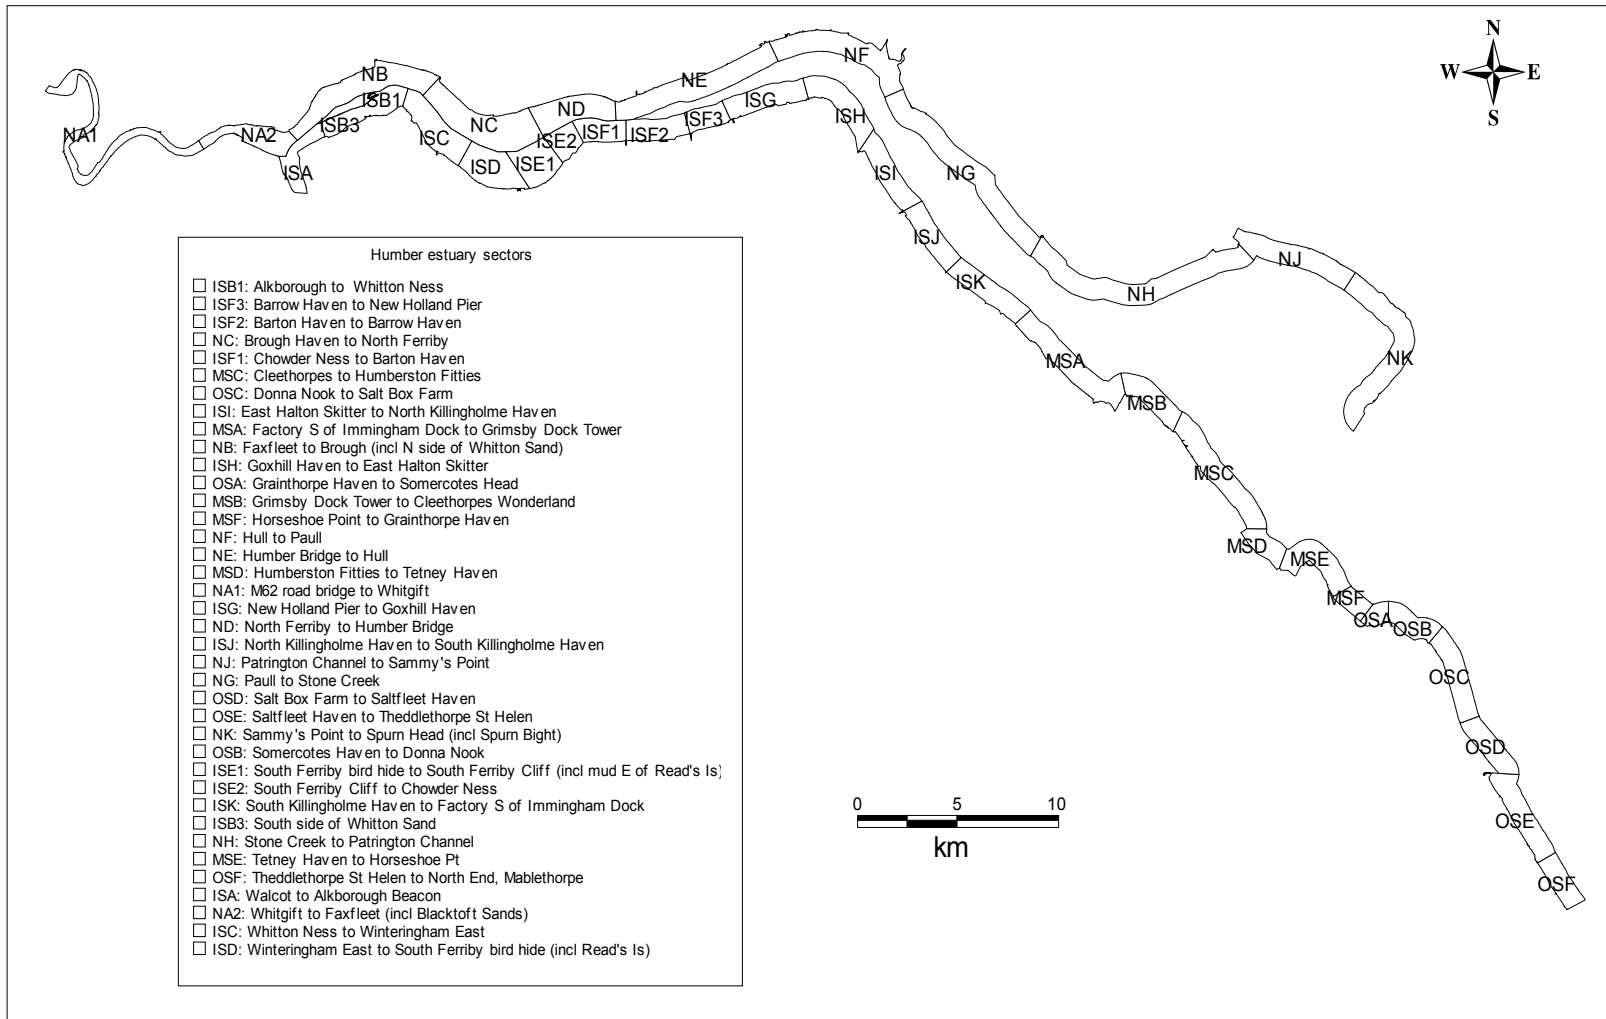 N
W E
S
NF
NB
NE
ISB1
ISG
ND
ISH
NC
ISF3
NA1
NA2
ISB3
ISF1
ISF2
ISC
ISE2
ISE1
ISD
ISA
ISI
NG
ISJ
NJ
ISK
NH
MSA
NK
MSB
MSC
MSD
MSE
MSF
OSA
OSB
OSC
OSD
OSE
OSF
Humber estuary sectors
ISB1: Alkborough to Whitton Ness
ISF3: Barrow Haven to New Holland Pier
ISF2: Barton Haven to Barrow Haven
NC: Brough Haven to North Ferriby
ISF1: Chowder Ness to Barton Haven
MSC: Cleethorpes to Humberston Fitties
OSC: Donna Nook to Salt Box Farm
ISI: East Halton Skitter to North Killingholme Haven
MSA: Factory S of Immingham Dock to Grimsby Dock Tower
NB: Faxfleet to Brough (incl N side of Whitton Sand)
ISH: Goxhill Haven to East Halton Skitter
OSA: Grainthorpe Haven to Somercotes Head
MSB: Grimsby Dock Tower to Cleethorpes Wonderland
MSF: Horseshoe Point to Grainthorpe Haven
NF: Hull to Paull
NE: Humber Bridge to Hull
MSD: Humberston Fitties to Tetney Haven
NA1: M62 road bridge to Whitgift
ISG: New Holland Pier to Goxhill Haven
ND: North Ferriby to Humber Bridge
ISJ: North Killingholme Haven to South Killingholme Haven
NJ: Patrington Channel to Sammy's Point
NG: Paull to Stone Creek
OSD: Salt Box Farm to Saltfleet Haven
OSE: Saltfleet Haven to Theddlethorpe St Helen
NK: Sammy's Point to Spurn Head (incl Spurn Bight)
OSB: Somercotes Haven to Donna Nook
ISE1: South Ferriby bird hide to South Ferriby Cliff (incl mud E of Read's Is)
ISE2: South Ferriby Cliff to Chowder Ness
ISK: South Killingholme Haven to Factory S of Immingham Dock
ISB3: South side of Whitton Sand
NH: Stone Creek to Patrington Channel
MSE: Tetney Haven to Horseshoe Pt
OSF: Theddlethorpe St Helen to North End, Mablethorpe
ISA: Walcot to Alkborough Beacon
NA2: Whitgift to Faxfleet (incl Blacktoft Sands)
ISC: Whitton Ness to Winteringham East
ISD: Winteringham East to South Ferriby bird hide (incl Read's Is)
0 5 10
km